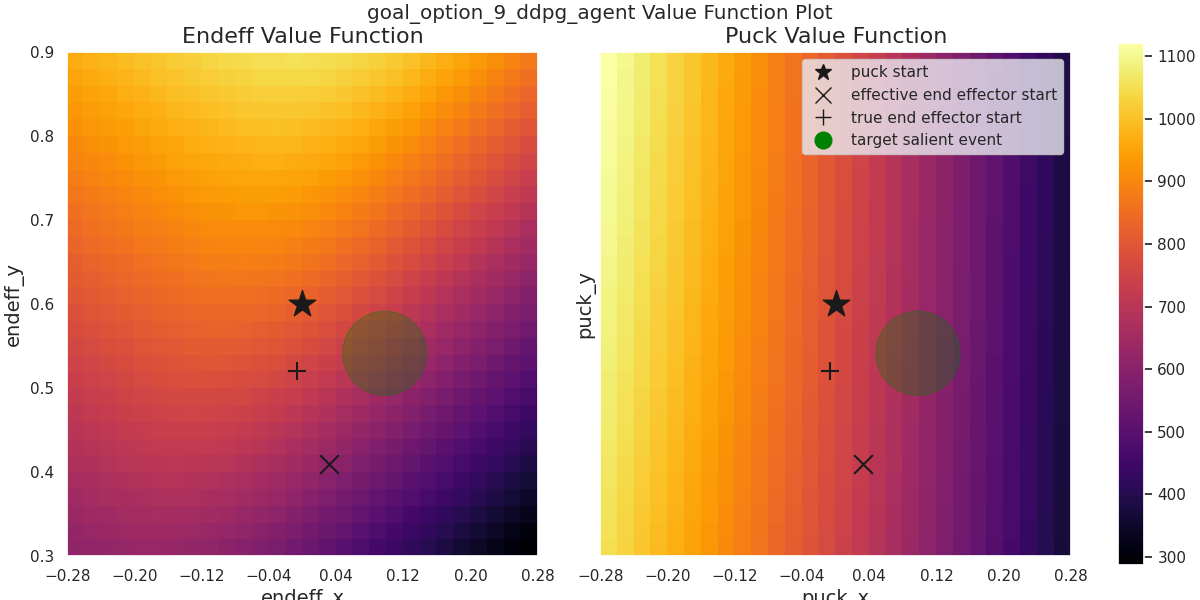 goal_option_9_ddpg_agent Value Function Plot
Endeff Value Function
Puck Value Function
0.9
0.8
0.7
0.6
0.5
0.4
0.3
endeff_y
−0.28 −0.20 −0.12 −0.04 0.04 0.12 0.20 0.28
endeff_x
puck_y
puck start
effective end effector start
true end effector start
target salient event
−0.28 −0.20 −0.12 −0.04 0.04 0.12 0.20 0.28
puck_x
1100
1000
900
800
700
600
500
400
300